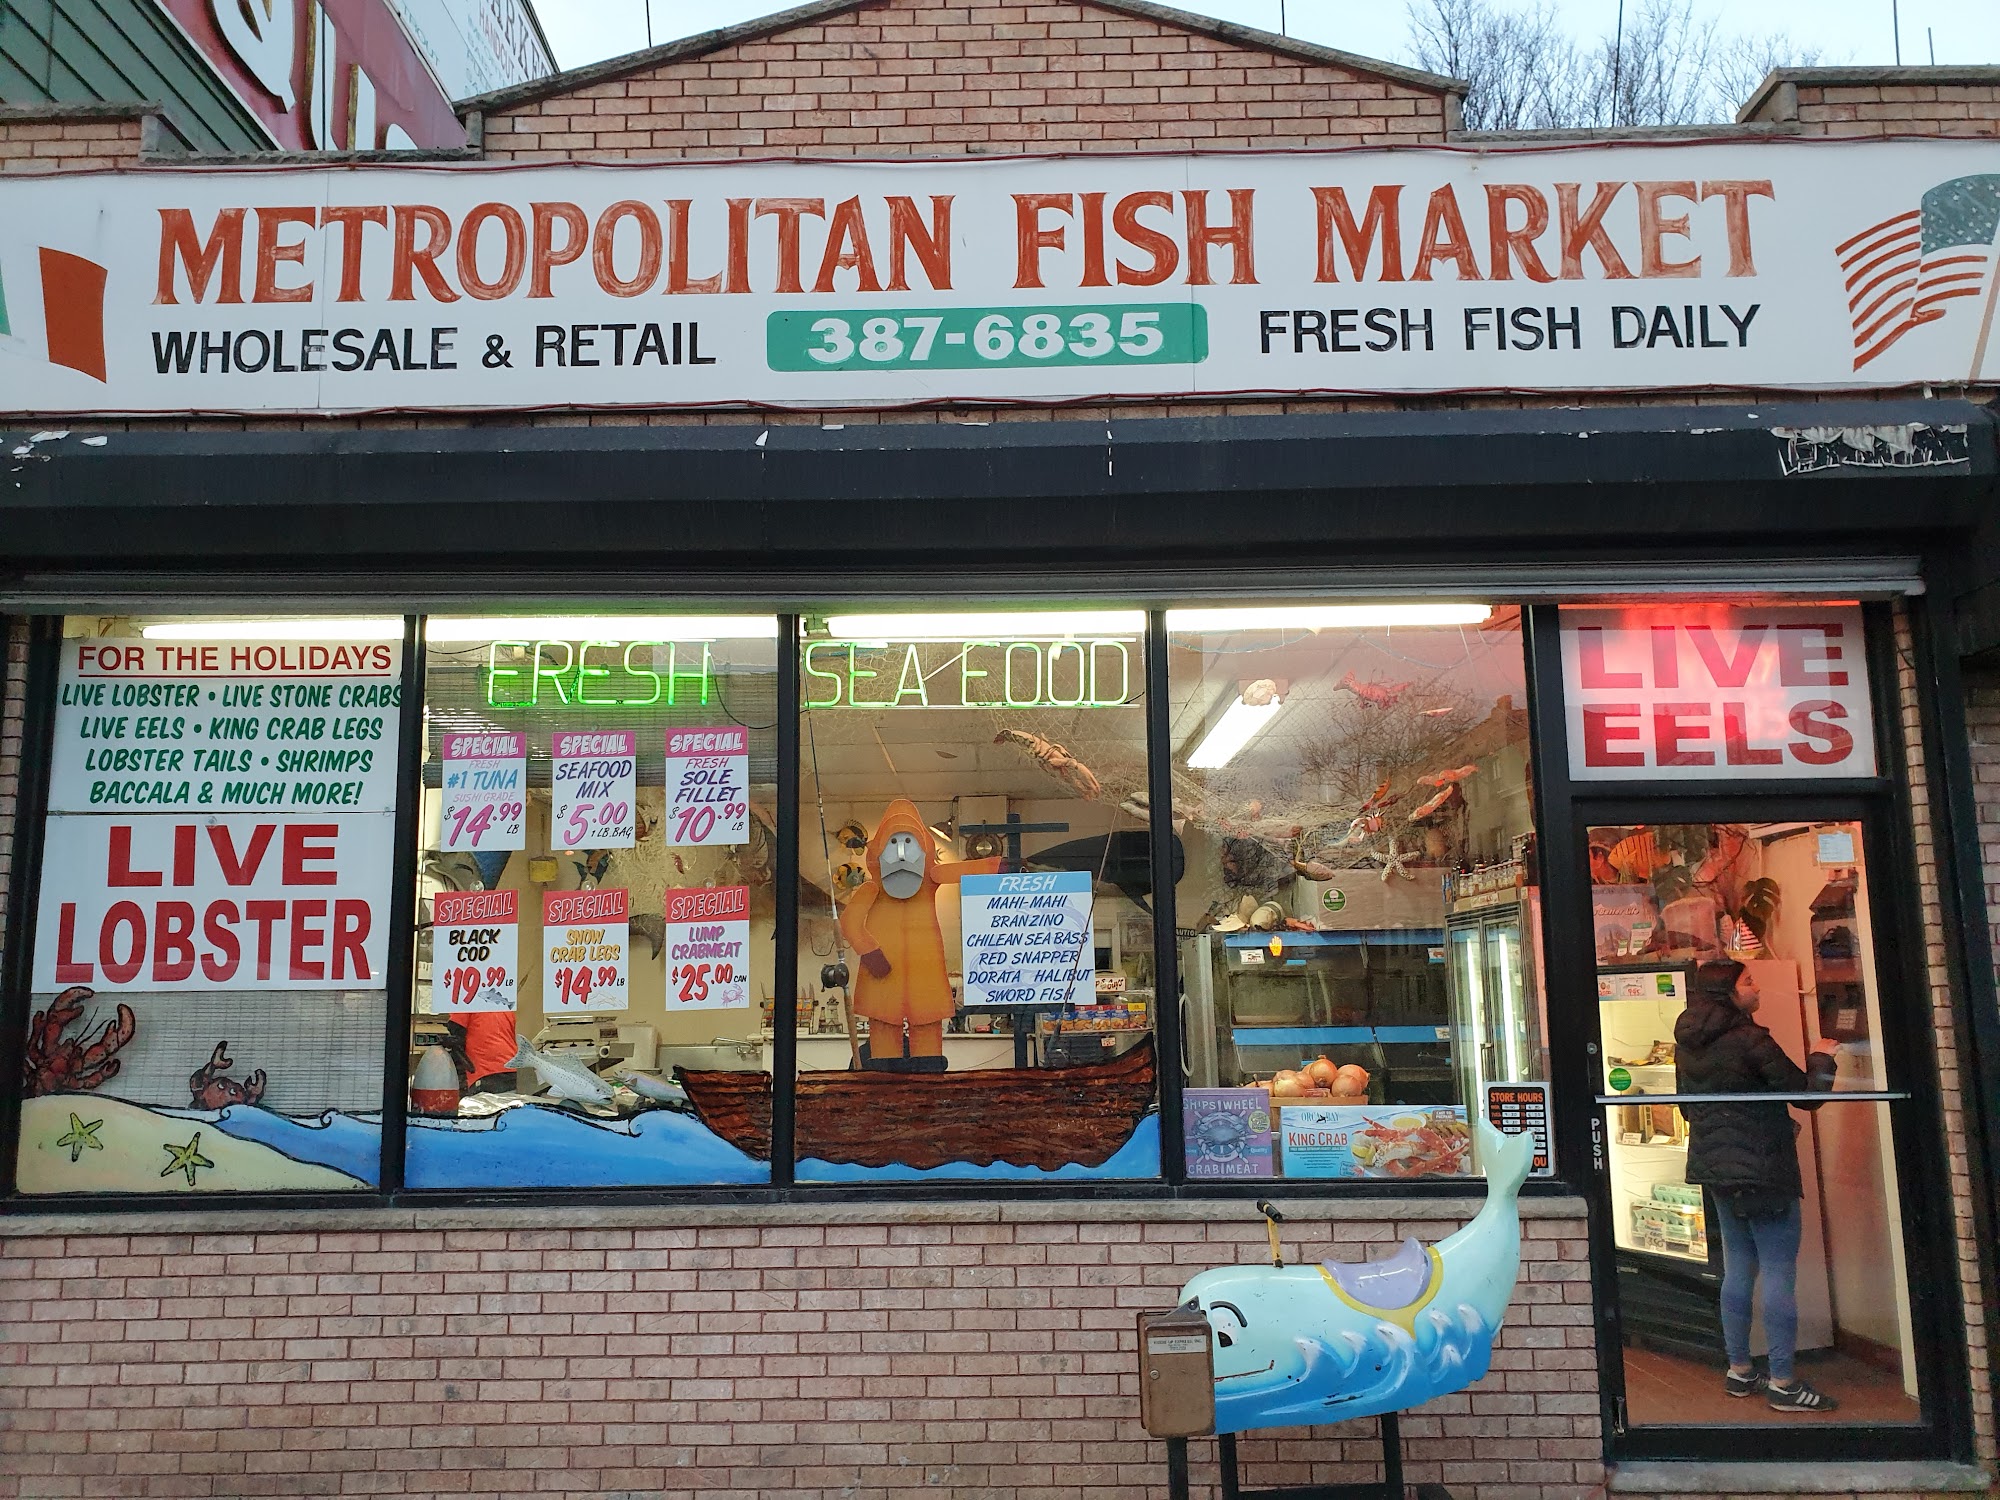 METROPOLITAN FISH MARKET
WHOLESALE & RETAIL
387-6835
FRESH FISH DAILY
FOR THE HOLIDAYS
LIVE LOBSTER • LIVE STONE CRABS
LIVE EELS • KING CRAB LEGS
LOBSTER TAILS • SHRIMPS
BACCALA & MUCH MORE!
LIVE
LOBSTER
FRESH SEA FOOD
SPECIAL
FRESH
#1 TUNA
SUSHI GRADE
$14.99 LB
SPECIAL
SEAFOOD
MIX
$5.00
1 LB. BAG
SPECIAL
FRESH
SOLE
FILLET
$10.99 LB
SPECIAL
BLACK
COD
$19.99 LB
SPECIAL
SNOW
CRAB LEGS
$14.99 LB
SPECIAL
LUMP
CRABMEAT
$25.00 CAN
FRESH
MAHI-MAHI
BRANZINO
CHILEAN SEA BASS
RED SNAPPER
DORATA HALIBUT
SWORD FISH
LIVE
EELS
CRABMEAT
ORCA BAY
KING CRAB
STORE HOURS
PUSH